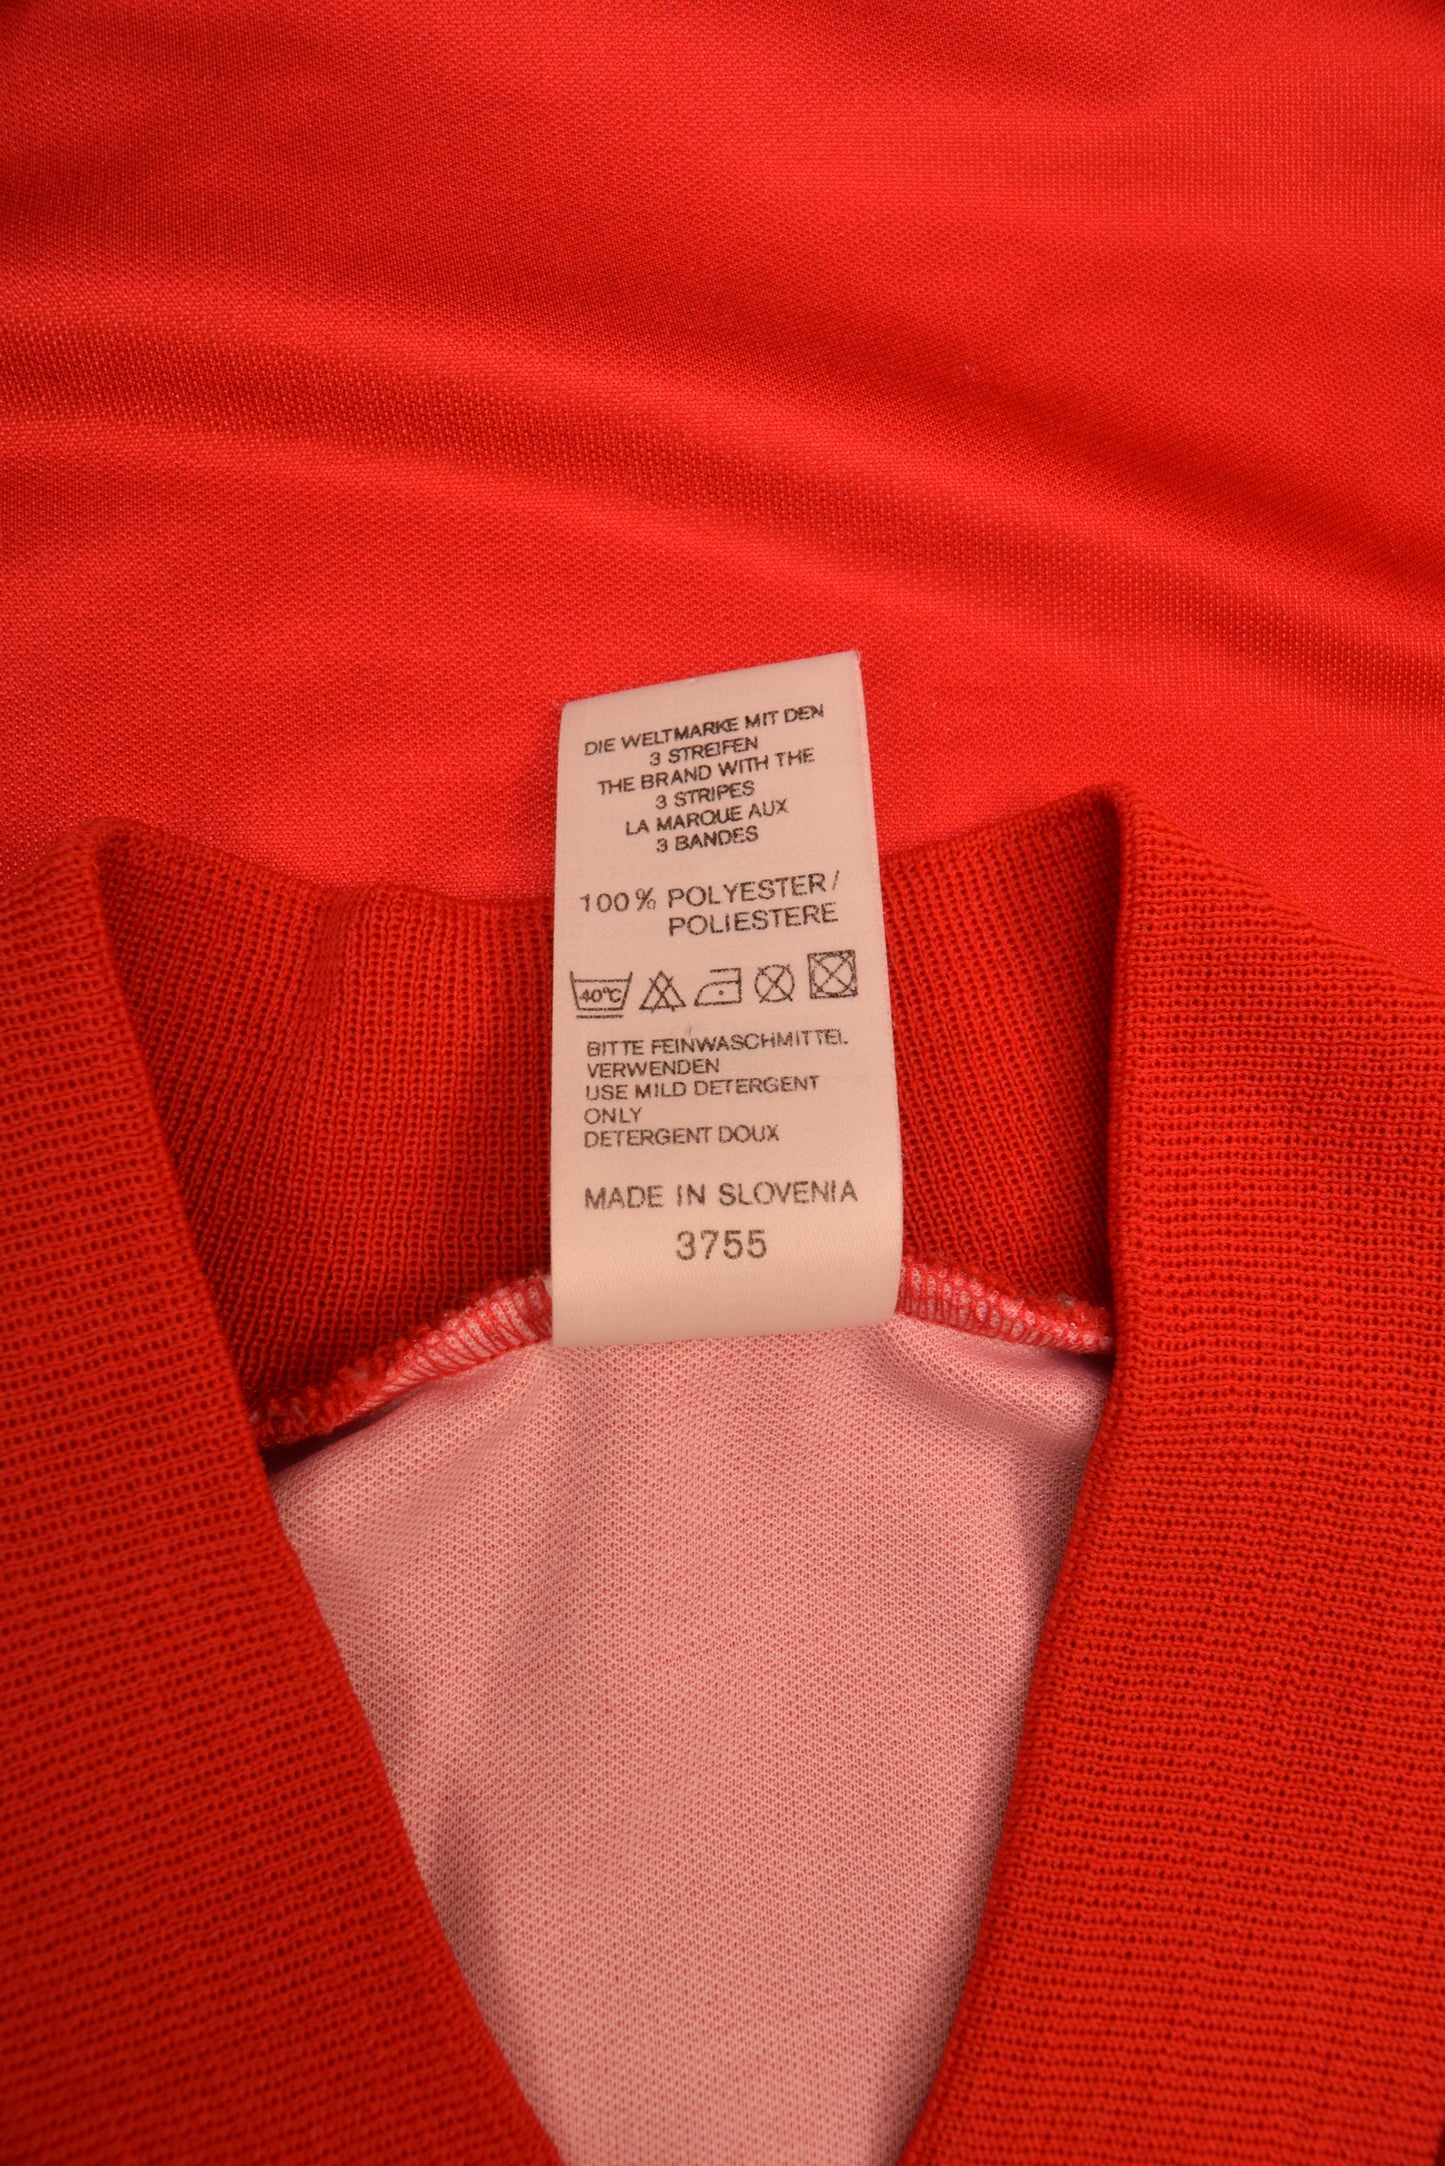 DIE WELTMARKE MIT DEN
3 STREIFEN
THE BRAND WITH THE
3 STRIPES
LA MARQUE AUX
3 BANDES
100% POLYESTER/
POLIESTERE
40°C
BITTE FEINWASCHMITTEL
VERWENDEN
USE MILD DETERGENT
ONLY
DETERGENT DOUX
MADE IN SLOVENIA
3755